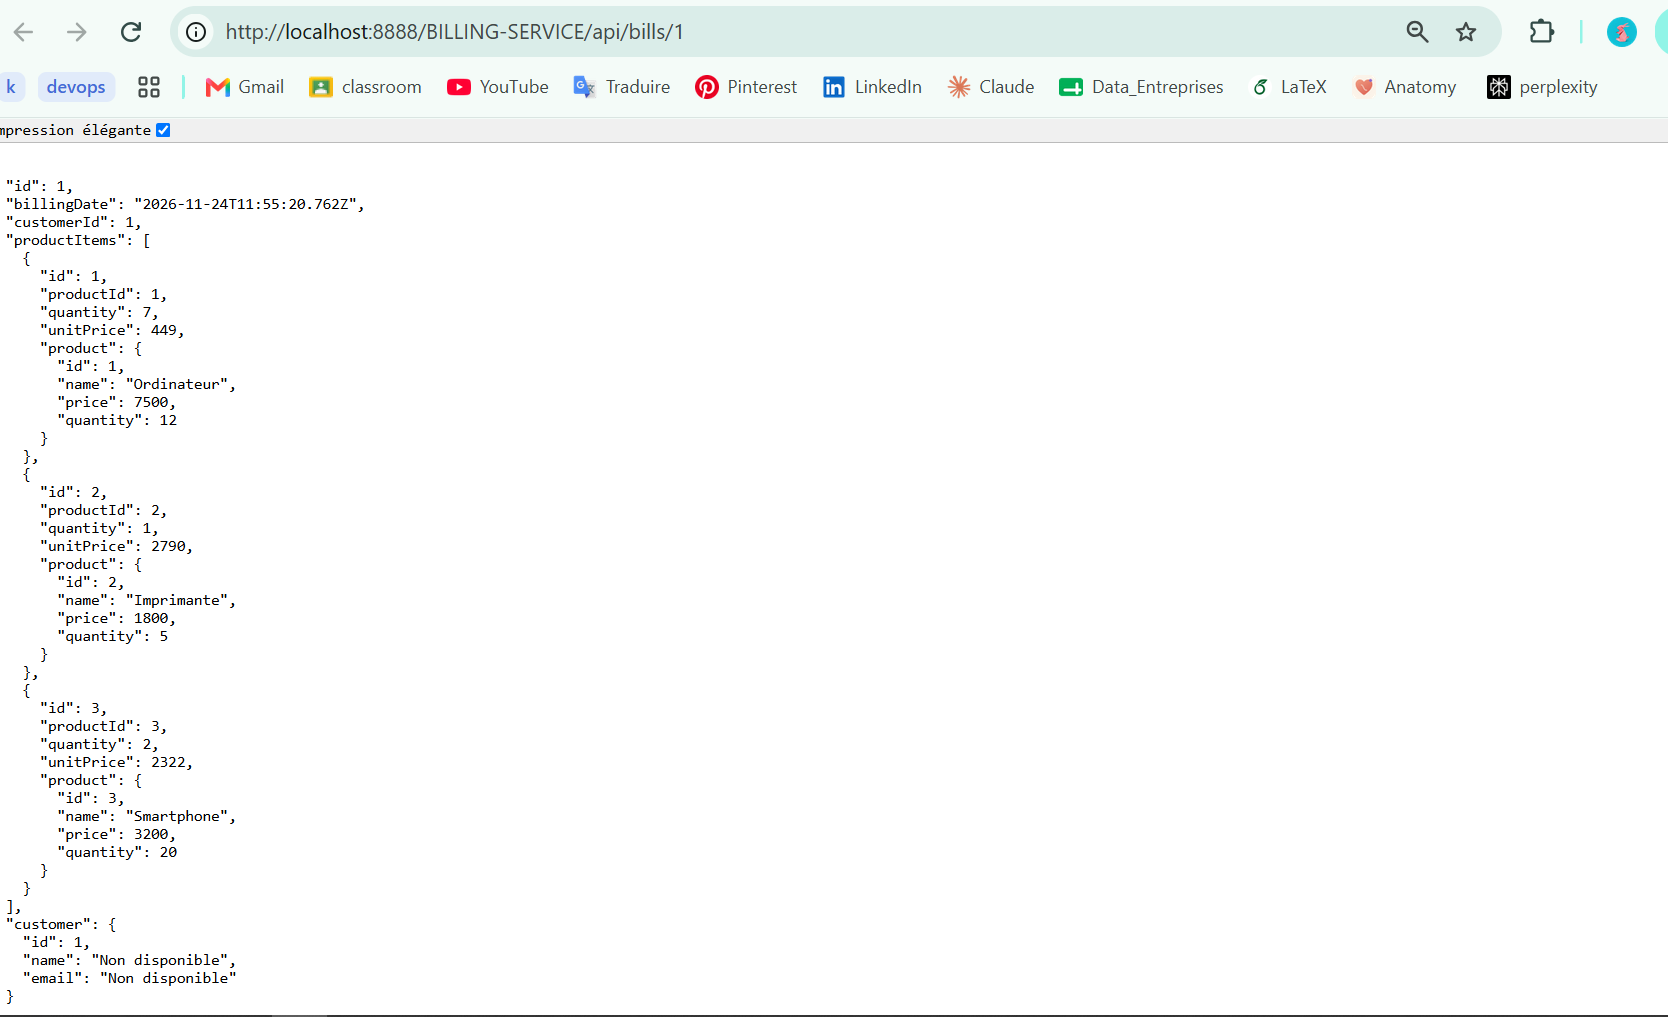 http://localhost:8888/BILLING-SERVICE/api/bills/1
k devops Gmail classroom YouTube Traduire Pinterest LinkedIn Claude Data_Entreprises LaTeX Anatomy perplexity
mpression élégante
"id": 1,
"billingDate": "2026-11-24T11:55:20.762Z",
"customerId": 1,
"productItems": [
{
"id": 1,
"productId": 1,
"quantity": 7,
"unitPrice": 449,
"product": {
"id": 1,
"name": "Ordinateur",
"price": 7500,
"quantity": 12
}
},
{
"id": 2,
"productId": 2,
"quantity": 1,
"unitPrice": 2790,
"product": {
"id": 2,
"name": "Imprimante",
"price": 1800,
"quantity": 5
}
},
{
"id": 3,
"productId": 3,
"quantity": 2,
"unitPrice": 2322,
"product": {
"id": 3,
"name": "Smartphone",
"price": 3200,
"quantity": 20
}
}
],
"customer": {
"id": 1,
"name": "Non disponible",
"email": "Non disponible"
}